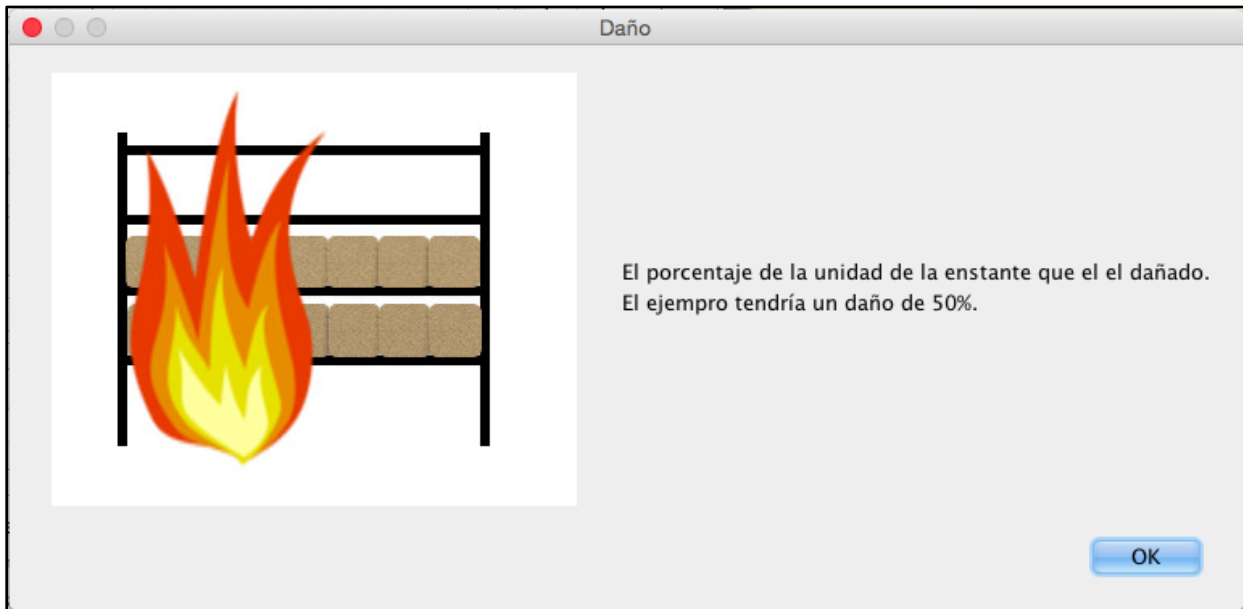 Daño
El porcentaje de la unidad de la enstante que el el dañado.
El ejempro tendría un daño de 50%.
OK